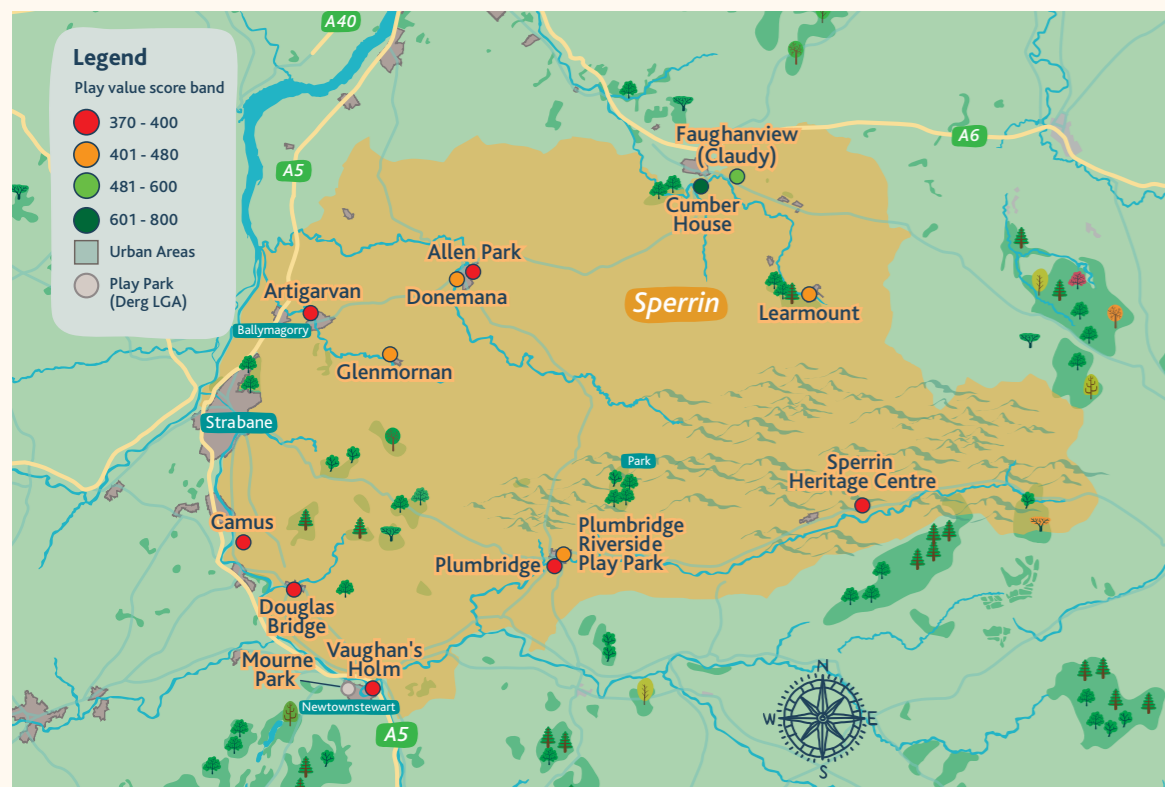 Legend
Play value score band
370 - 400
401 - 480
481 - 600
601 - 800
Urban Areas
Play Park
(Derg LGA)
A40
A5
A6
Faughanview
(Claudy)
Cumber
House
Allen Park
Donemana
Artigarvan
Ballymagorry
Sperrin
Learmount
Glenmornan
Strabane
Park
Sperrin
Heritage Centre
Camus
Plumbridge
Riverside
Play Park
Plumbridge
Douglas
Bridge
Vaughan's
Holm
Mourne
Park
Newtownstewart
A5
N
W
E
S